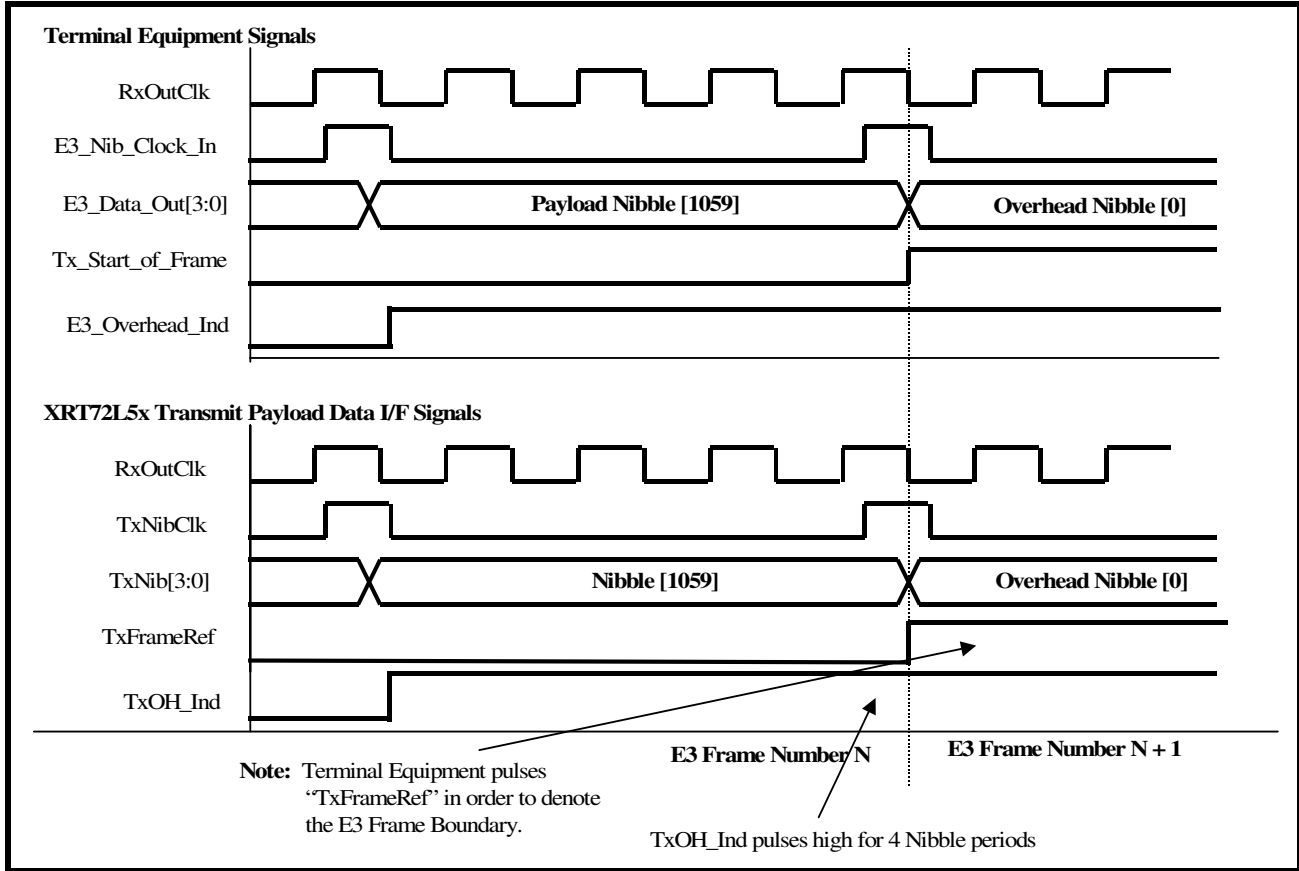 Terminal Equipment Signals
RxOutClk
E3_Nib_Clock_In
E3_Data_Out[3:0]
Payload Nibble [1059]
Overhead Nibble [0]
Tx_Start_of_Frame
E3_Overhead_Ind
XRT72L5x Transmit Payload Data I/F Signals
RxOutClk
TxNibClk
TxNib[3:0]
Nibble [1059]
Overhead Nibble [0]
TxFrameRef
TxOH_Ind
E3 Frame Number N
E3 Frame Number N + 1
Note: Terminal Equipment pulses
“TxFrameRef” in order to denote
the E3 Frame Boundary.
TxOH_Ind pulses high for 4 Nibble periods